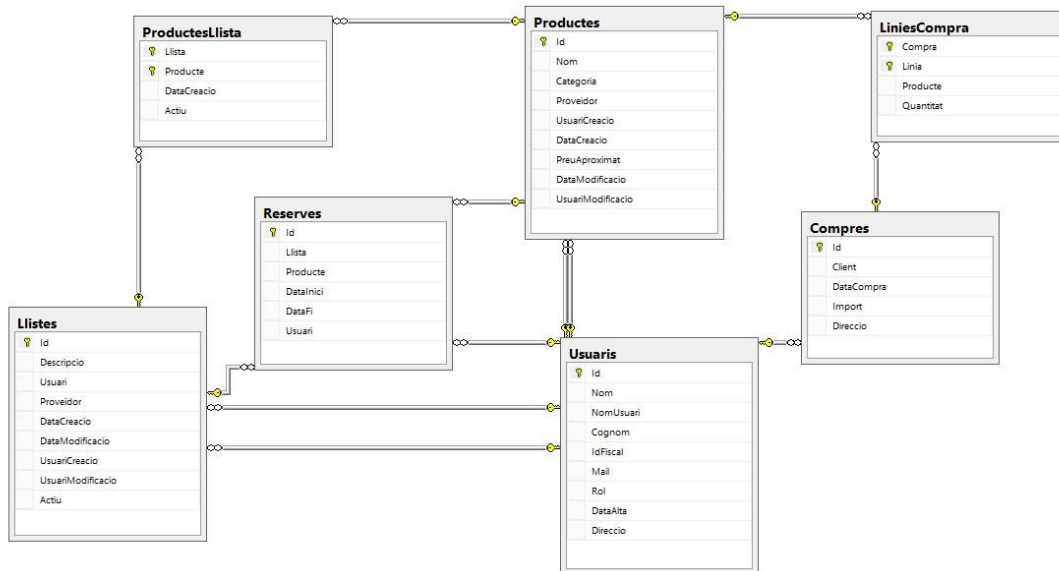 ProductesLlista
Llista
Producte
DataCreacio
Actiu
Productes
Id
Nom
Categoria
Proveidor
UsuariCreacio
DataCreacio
PreuAproximat
DataModificacio
UsuariModificacio
LiniesCompra
Compra
Linia
Producte
Quantitat
Reserves
Id
Llista
Producte
DataInici
DataFi
Usuari
Compres
Id
Client
DataCompra
Import
Direccio
Llistes
Id
Descripcio
Usuari
Proveidor
DataCreacio
DataModificacio
UsuariCreacio
UsuariModificacio
Actiu
Usuaris
Id
Nom
NomUsuari
Cognom
IdFiscal
Mail
Rol
DataAlta
Direccio